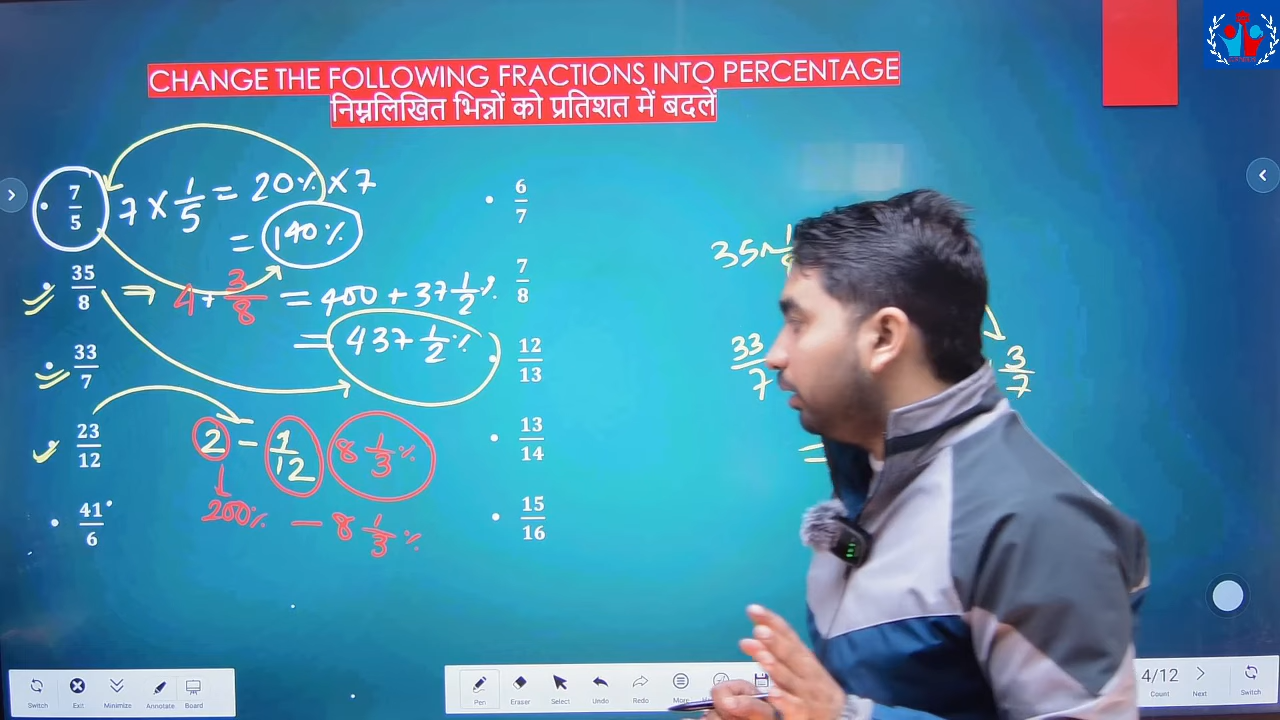 CHANGE THE FOLLOWING FRACTIONS INTO PERCENTAGE
निम्नलिखित भिन्नों को प्रतिशत में बदलें
• 7/5 7 × 1/5 = 20% × 7
= 140%
• 35/8 ⇒ 4 + 3/8 = 400 + 37 1/2 %
= 437 1/2 %
• 33/7
• 23/12 2 - 1/12 8 1/3 %
200% - 8 1/3 %
• 41/6
• 6/7
• 7/8
• 12/13
• 13/14
• 15/16
35 ×
33/7
3/7
=
Switch Exit Minimize Annotate Board
Pen Eraser Select Undo Redo More
4/12
Count Next Switch